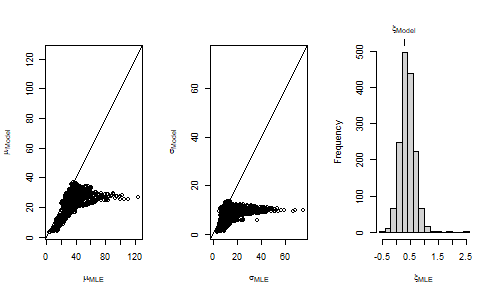 μModel
0 20 40 60 80 100 120
0 40 80 120
μMLE
σModel
0 20 40 60
0 20 40 60
σMLE
ξModel
Frequency
0 100 200 300 400 500
-0.5 0.5 1.5 2.5
ξMLE